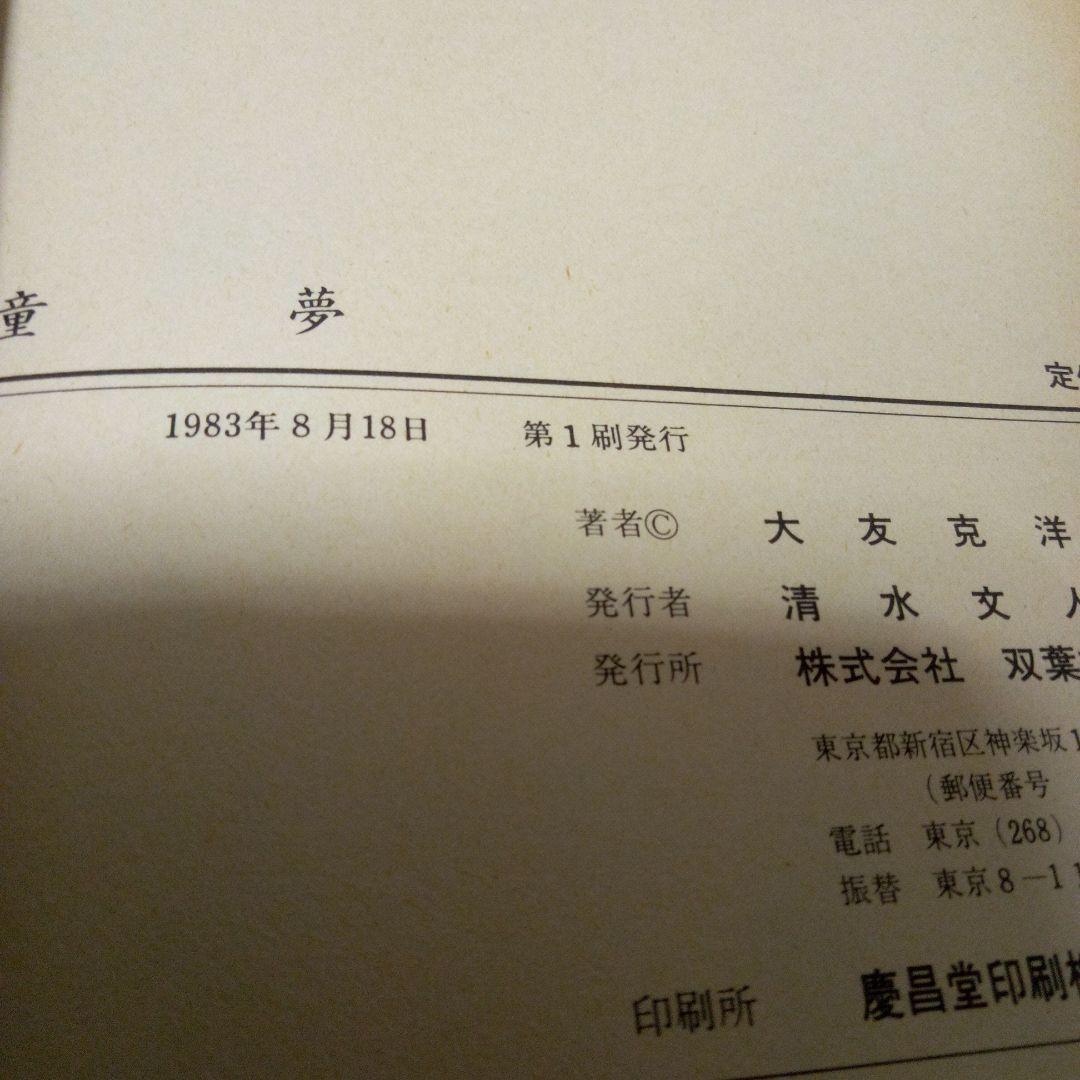 童 夢
定
1983年8月18日 第1刷発行
著者© 大友克洋
発行者 清水文
発行所 株式会社 双葉
東京都新宿区神楽坂1
(郵便番号
電話 東京(268)
振替 東京8-11
印刷所 慶昌堂印刷